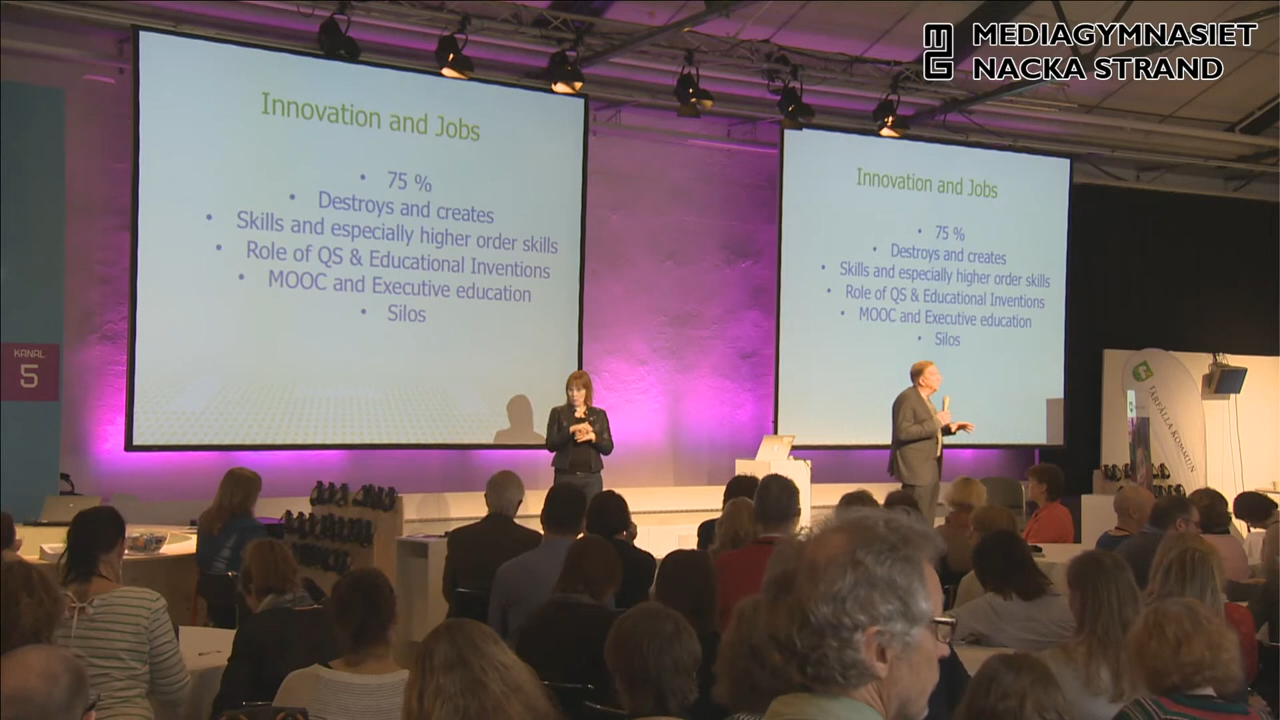 MEDIAGYMNASIET
NACKA STRAND
Innovation and Jobs
• 75 %
• Destroys and creates
• Skills and especially higher order skills
• Role of QS & Educational Inventions
• MOOC and Executive education
• Silos
Innovation and Jobs
• 75 %
• Destroys and creates
• Skills and especially higher order skills
• Role of QS & Educational Inventions
• MOOC and Executive education
• Silos
KANAL
5
JÄRFÄLLA KOMMUN